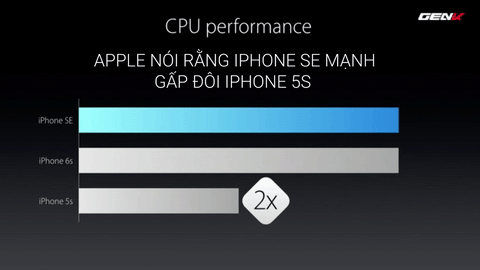 CPU performance
GENK
APPLE NÓI RẰNG IPHONE SE MẠNH
GẤP ĐÔI IPHONE 5S
iPhone SE
iPhone 6s
iPhone 5s
2x